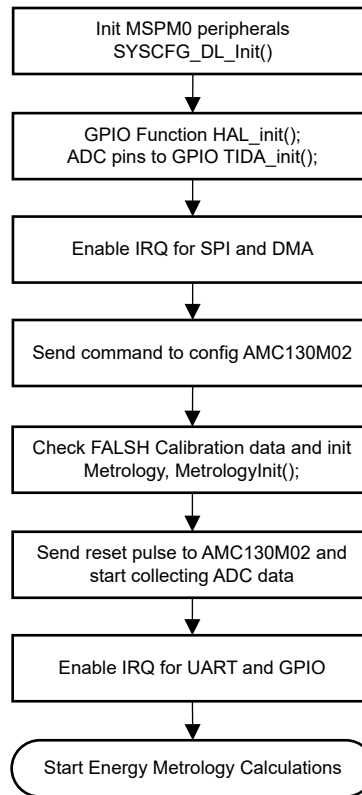 Init MSPM0 peripherals
SYSCFG_DL_Init()
GPIO Function HAL_init();
ADC pins to GPIO TIDA_init();
Enable IRQ for SPI and DMA
Send command to config AMC130M02
Check FALSH Calibration data and init
Metrology, MetrologyInit();
Send reset pulse to AMC130M02 and
start collecting ADC data
Enable IRQ for UART and GPIO
Start Energy Metrology Calculations